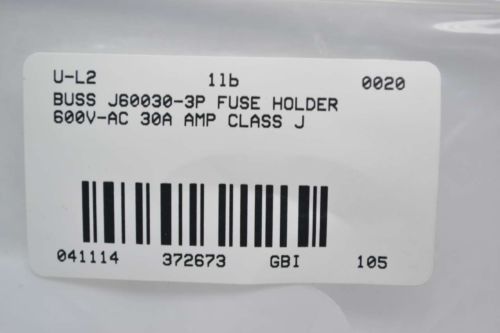 U-L2 1lb 0020
BUSS J60030-3P FUSE HOLDER
600V-AC 30A AMP CLASS J
041114 372673 GBI 105